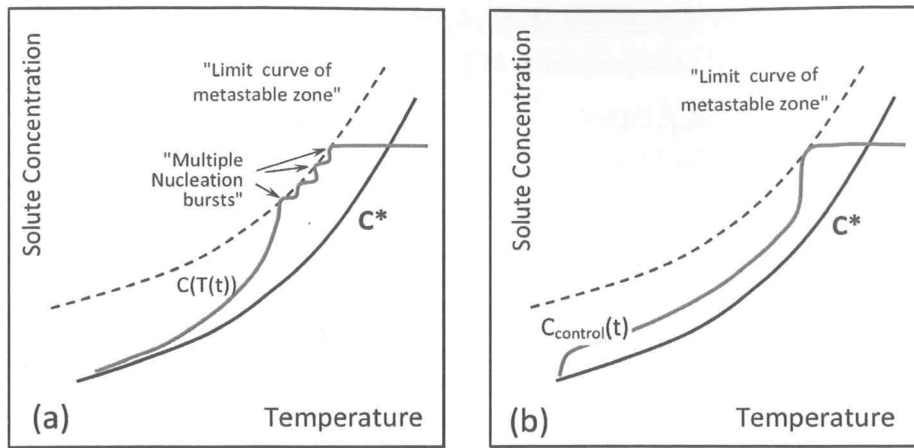 Solute Concentration
"Limit curve of
metastable zone"
"Multiple
Nucleation
bursts"
C*
C(T(t))
(a)
Temperature
Solute Concentration
"Limit curve of
metastable zone"
C*
Ccontrol(t)
(b)
Temperature